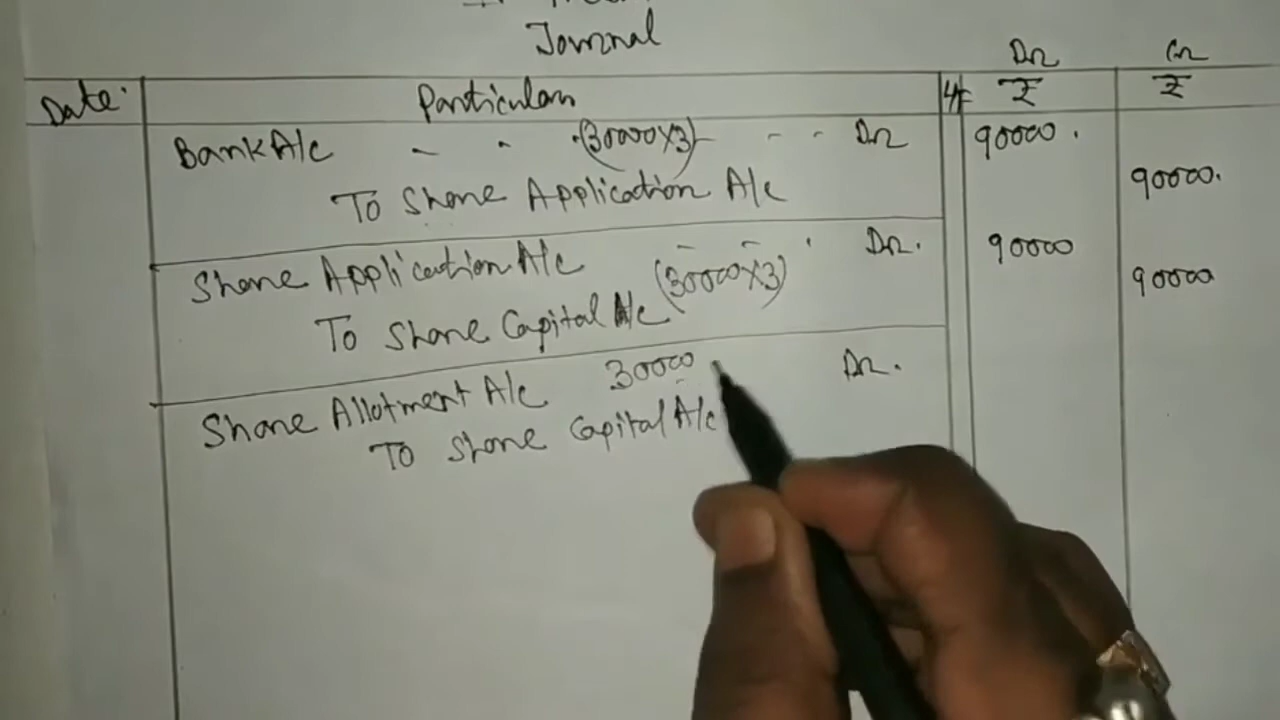 Journal
Dr Cr
Date Particulars L/F ₹ ₹
Bank A/c - - (30000x3) - - Dr 90000.
To Share Application A/c 90000.
Share Application A/c - - Dr. 90000
To Share Capital A/c (30000x3) 90000
Share Allotment A/c 30000 Dr.
To Share Capital A/c